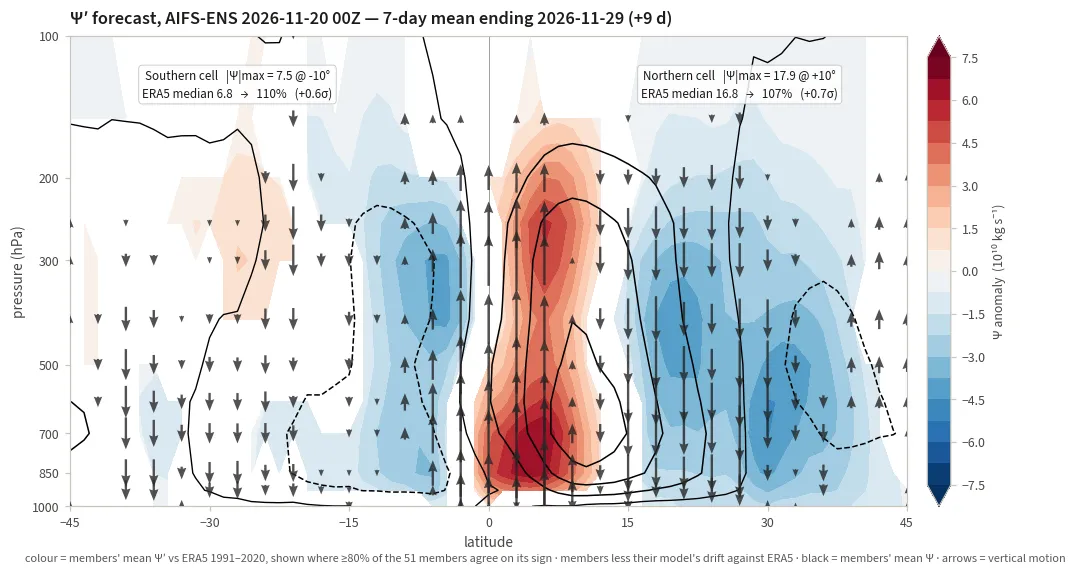 Ψ′ forecast, AIFS-ENS 2026-11-20 00Z — 7-day mean ending 2026-11-29 (+9 d)
Southern cell |Ψ|max = 7.5 @ -10°
ERA5 median 6.8 → 110% (+0.6σ)
Northern cell |Ψ|max = 17.9 @ +10°
ERA5 median 16.8 → 107% (+0.7σ)
pressure (hPa)
100
200
300
400
500
700
850
1000
−45
−30
−15
0
15
30
45
latitude
7.5
6.0
4.5
3.0
1.5
0.0
−1.5
−3.0
−4.5
−6.0
−7.5
Ψ anomaly (10¹⁰ kg s⁻¹)
colour = members' mean Ψ′ vs ERA5 1991–2020, shown where ≥80% of the 51 members agree on its sign · members less their model's drift against ERA5 · black = members' mean Ψ · arrows = vertical motion